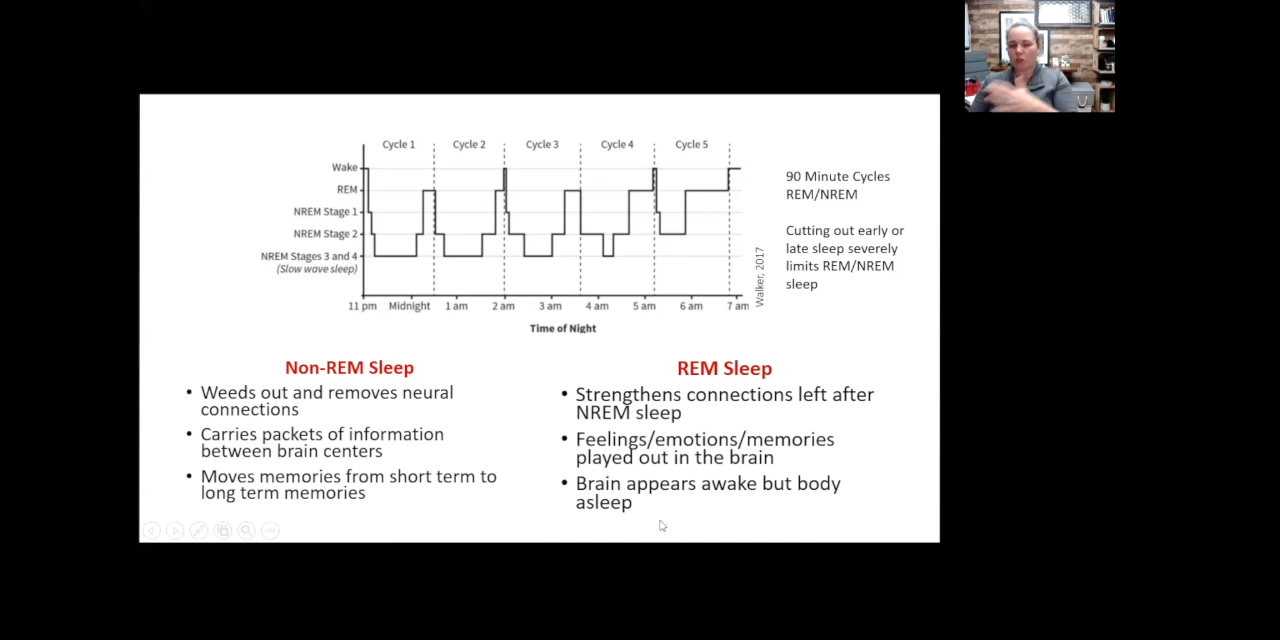 Cycle 1 Cycle 2 Cycle 3 Cycle 4 Cycle 5
Wake
REM
NREM Stage 1
NREM Stage 2
NREM Stages 3 and 4
(Slow wave sleep)
11 pm Midnight 1 am 2 am 3 am 4 am 5 am 6 am 7 am
Time of Night
Walker, 2017
90 Minute Cycles
REM/NREM
Cutting out early or
late sleep severely
limits REM/NREM
sleep
Non-REM Sleep
• Weeds out and removes neural
connections
• Carries packets of information
between brain centers
• Moves memories from short term to
long term memories
REM Sleep
• Strengthens connections left after
NREM sleep
• Feelings/emotions/memories
played out in the brain
• Brain appears awake but body
asleep